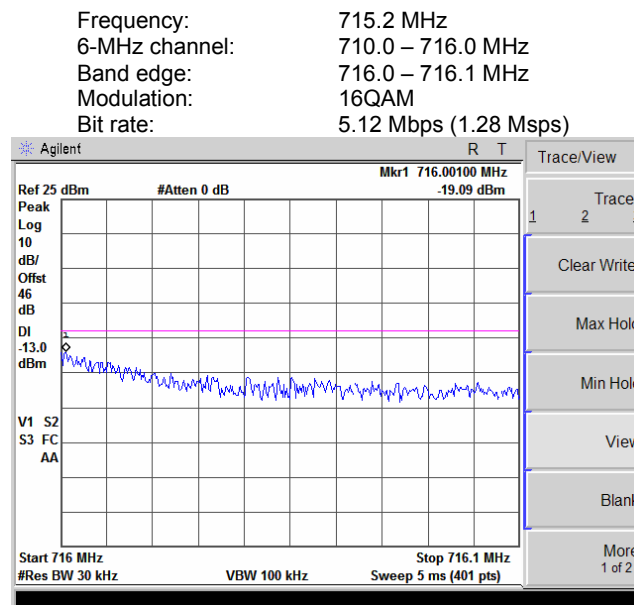 Frequency: 715.2 MHz
6-MHz channel: 710.0 – 716.0 MHz
Band edge: 716.0 – 716.1 MHz
Modulation: 16QAM
Bit rate: 5.12 Mbps (1.28 Msps)
Agilent R T
Mkr1 716.00100 MHz
Ref 25 dBm #Atten 0 dB -19.09 dBm
Peak
Log
10
dB/
Offst
46
dB
DI
-13.0
dBm
1
V1 S2
S3 FC
AA
Start 716 MHz Stop 716.1 MHz
#Res BW 30 kHz VBW 100 kHz Sweep 5 ms (401 pts)
Trace/View
Trace
1 2
Clear Write
Max Hold
Min Hold
View
Blank
More
1 of 2